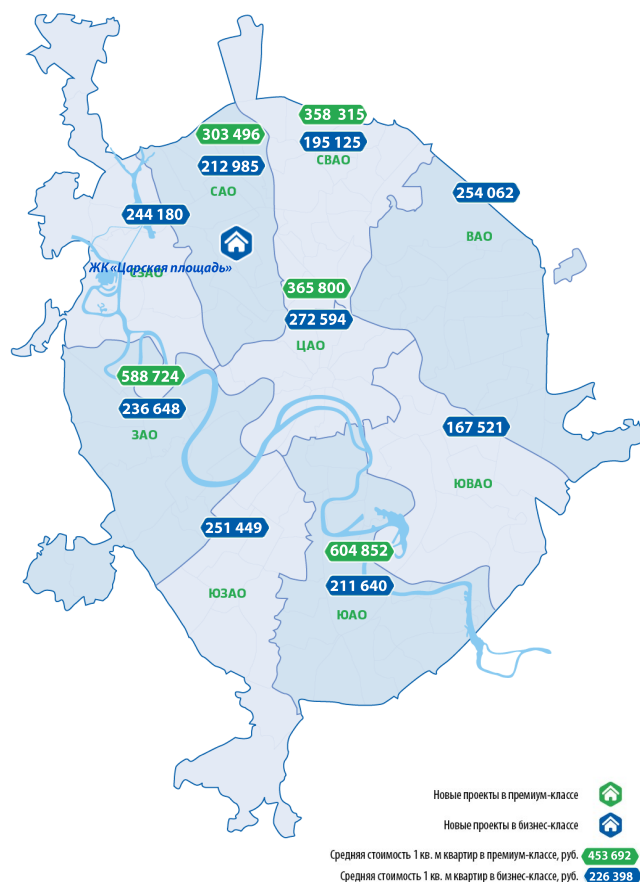 358 315
303 496
195 125
СВАО
212 985
САО
254 062
244 180
ВАО
ЖК «Царская площадь»
СЗАО
365 800
272 594
ЦАО
588 724
236 648
ЗАО
167 521
ЮВАО
251 449
604 852
211 640
ЮЗАО
ЮАО
Новые проекты в премиум-классе
Новые проекты в бизнес-классе
Средняя стоимость 1 кв. м квартир в премиум-классе, руб. 453 692
Средняя стоимость 1 кв. м квартир в бизнес-классе, руб. 226 398